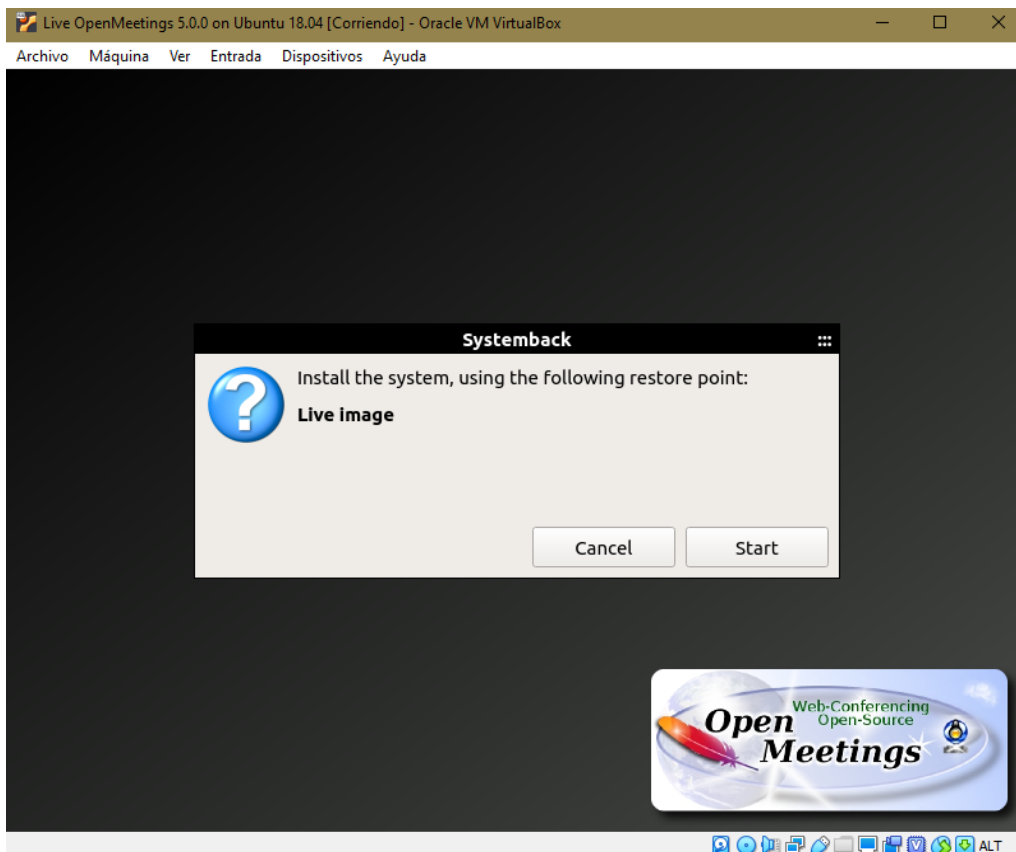 Live OpenMeetings 5.0.0 on Ubuntu 18.04 [Corriendo] - Oracle VM VirtualBox
Archivo Máquina Ver Entrada Dispositivos Ayuda
Systemback
Install the system, using the following restore point:
Live image
Cancel Start
Web-Conferencing
Open Open-Source
Meetings
ALT